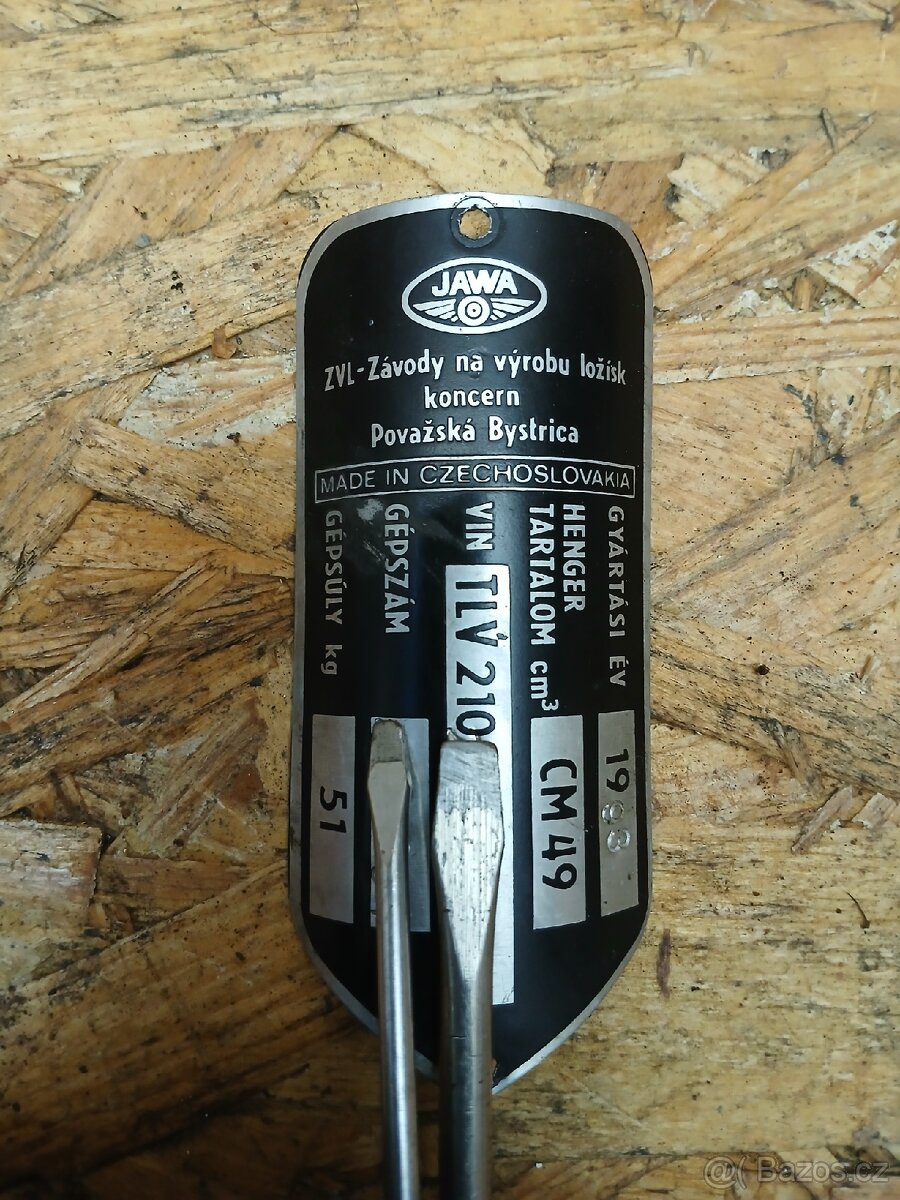 JAWA
ZVL-Závody na výrobu ložísk
koncern
Považská Bystrica
MADE IN CZECHOSLOVAKIA
GYÁRTÁSI ÉV 1988
HENGER
TARTALOM cm³ CM 49
VIN TLV 210
GÉPSZÁM
GÉPSÚLY kg 51
@( Bazos.cz